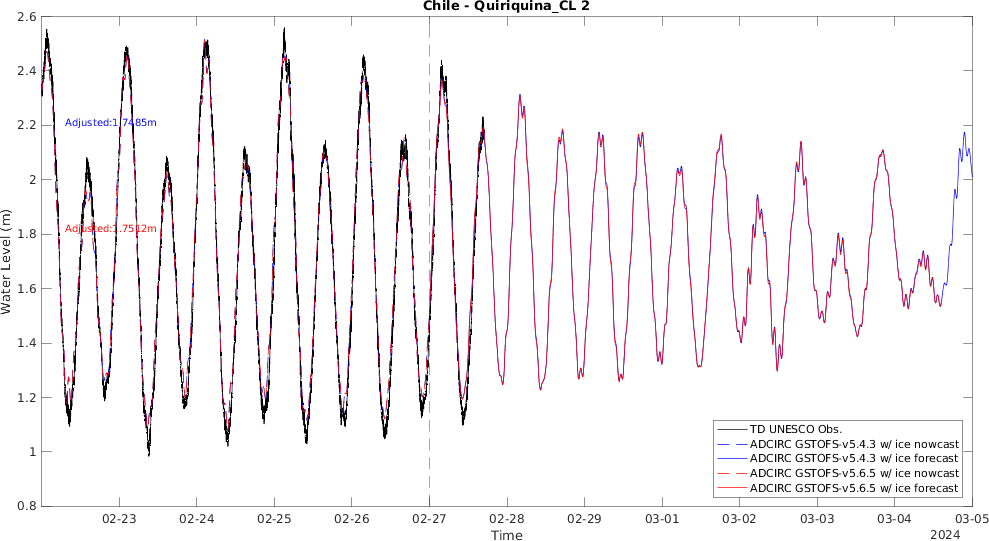 Chile - Quiriquina_CL 2
2.6
2.4
2.2
2
1.8
1.6
1.4
1.2
1
0.8
Water Level (m)
Adjusted:1.7485m
Adjusted:1.7512m
TD UNESCO Obs.
ADCIRC GSTOFS-v5.4.3 w/ ice nowcast
ADCIRC GSTOFS-v5.4.3 w/ ice forecast
ADCIRC GSTOFS-v5.6.5 w/ ice nowcast
ADCIRC GSTOFS-v5.6.5 w/ ice forecast
02-23 02-24 02-25 02-26 02-27 02-28 02-29 03-01 03-02 03-03 03-04 03-05
Time
2024